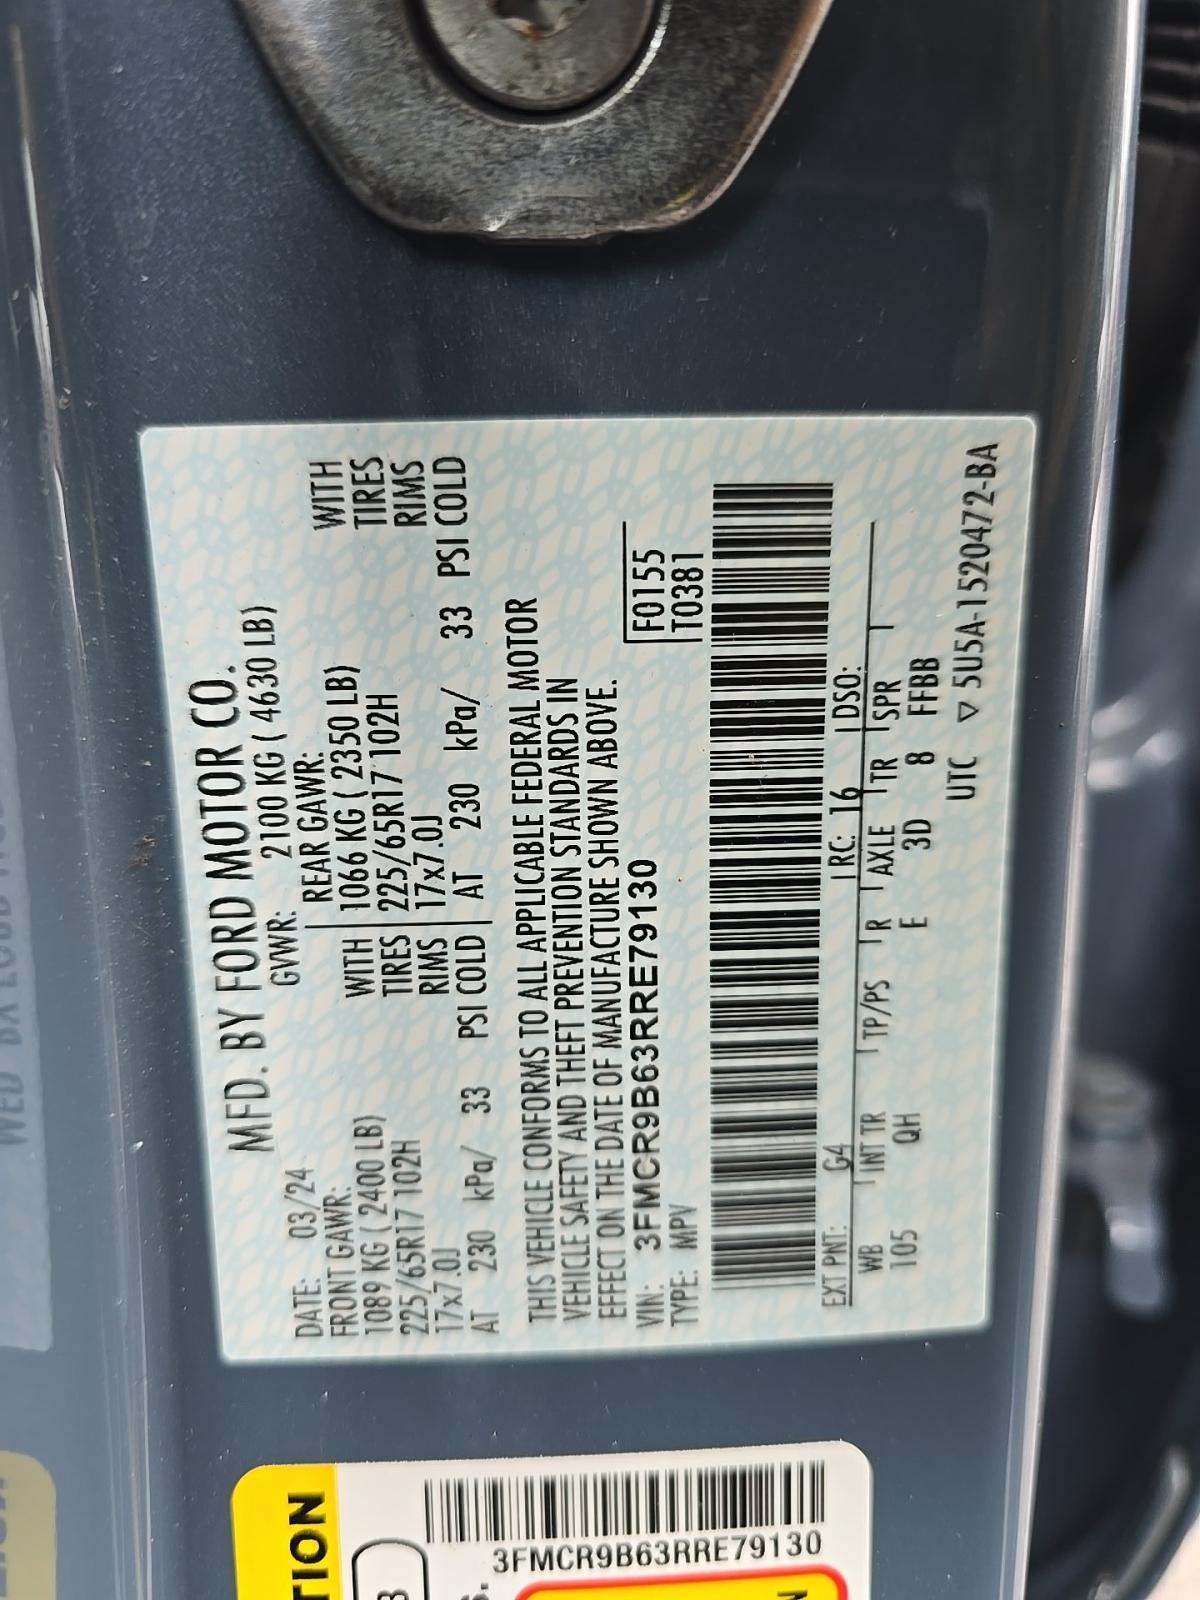 MFD. BY FORD MOTOR CO.
DATE: 03/24 GVWR: 2100 KG ( 4630 LB)
FRONT GAWR: REAR GAWR:
1089 KG ( 2400 LB) WITH 1066 KG ( 2350 LB) WITH
225/65R17 102H TIRES 225/65R17 102H TIRES
17x7.0J RIMS 17x7.0J RIMS
AT 230 kPa/ 33 PSI COLD AT 230 kPa/ 33 PSI COLD
THIS VEHICLE CONFORMS TO ALL APPLICABLE FEDERAL MOTOR
VEHICLE SAFETY AND THEFT PREVENTION STANDARDS IN
EFFECT ON THE DATE OF MANUFACTURE SHOWN ABOVE.
VIN: 3FMCR9B63RRE79130 F0155
TYPE: MPV T0381
EXT PNT: G4 RC: 16 DSO:
WB INT TR TP/PS R AXLE TR SPR
105 QH E 3D 8 FFBB
UTC ▽ 5U5A-1520472-BA
TION
3FMCR9B63RRE79130